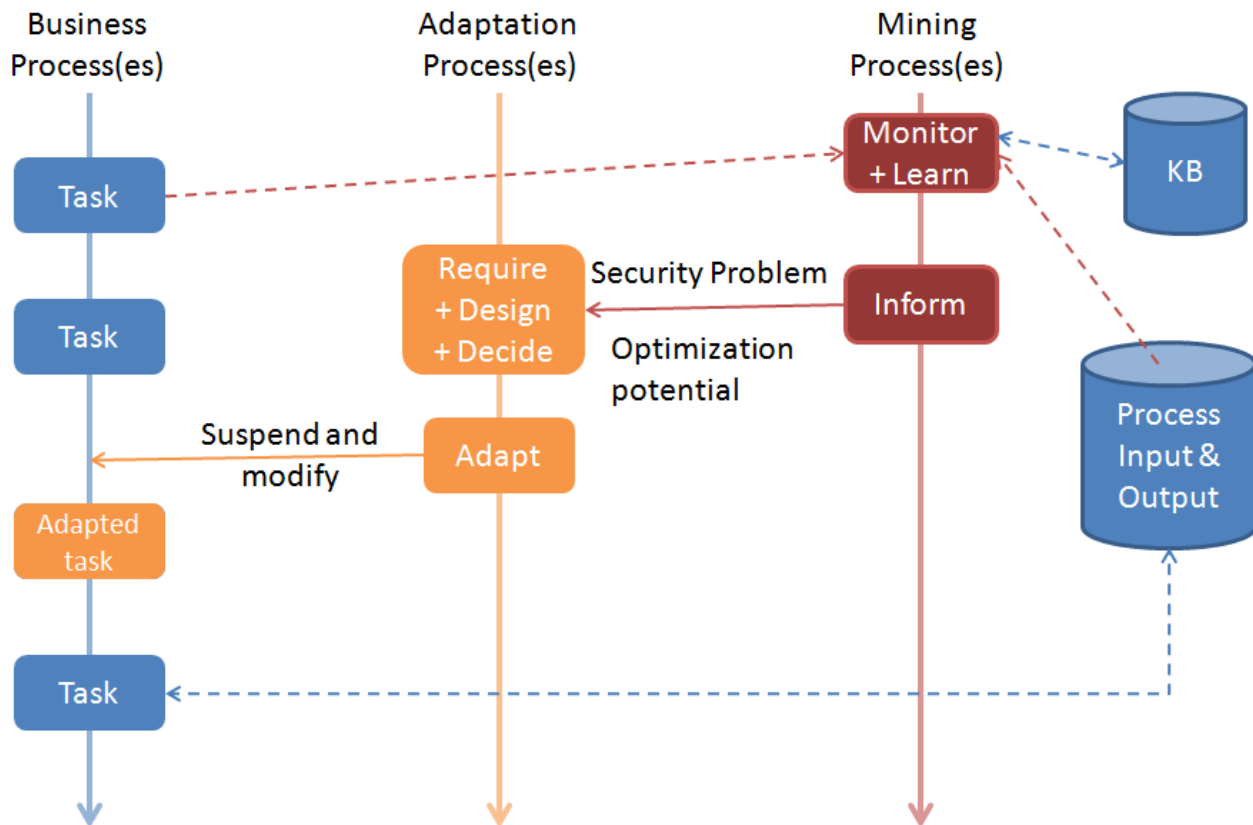 Business
Process(es)
Adaptation
Process(es)
Mining
Process(es)
Monitor
+ Learn
KB
Task
Require
+ Design
+ Decide
Security Problem
Inform
Task
Optimization
potential
Process
Input &
Output
Suspend and
modify
Adapt
Adapted
task
Task